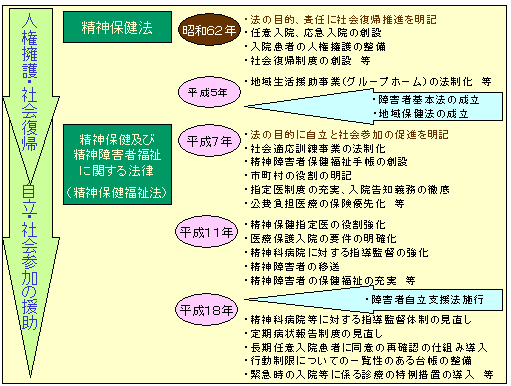 人権擁護・社会復帰
自立・社会参加の援助
精神保健法
昭和62年
・法の目的、責任に社会復帰推進を明記
・任意入院、応急入院の創設
・入院患者の人権擁護の整備
・社会復帰制度の創設 等
平成5年
・地域生活援助事業(グループホーム)の法制化 等
・障害者基本法の成立
・地域保健法の成立
精神保健及び
精神障害者福祉
に関する法律
（精神保健福祉法）
平成7年
・法の目的に自立と社会参加の促進を明記
・社会適応訓練事業の法制化
・精神障害者保健福祉手帳の創設
・市町村の役割の明記
・指定医制度の充実、入院告知義務の徹底
・公費負担医療の保険優先化 等
平成11年
・精神保健指定医の役割強化
・医療保護入院の要件の明確化
・精神科病院に対する指導監督の強化
・精神障害者の移送
・精神障害者の保健福祉の充実 等
・障害者自立支援法施行
平成18年
・精神科病院等に対する指導監督体制の見直し
・定期病状報告制度の見直し
・長期任意入院患者に同意の再確認の仕組み導入
・行動制限についての一覧性のある台帳の整備
・緊急時の入院等に係る診療の特例措置の導入 等